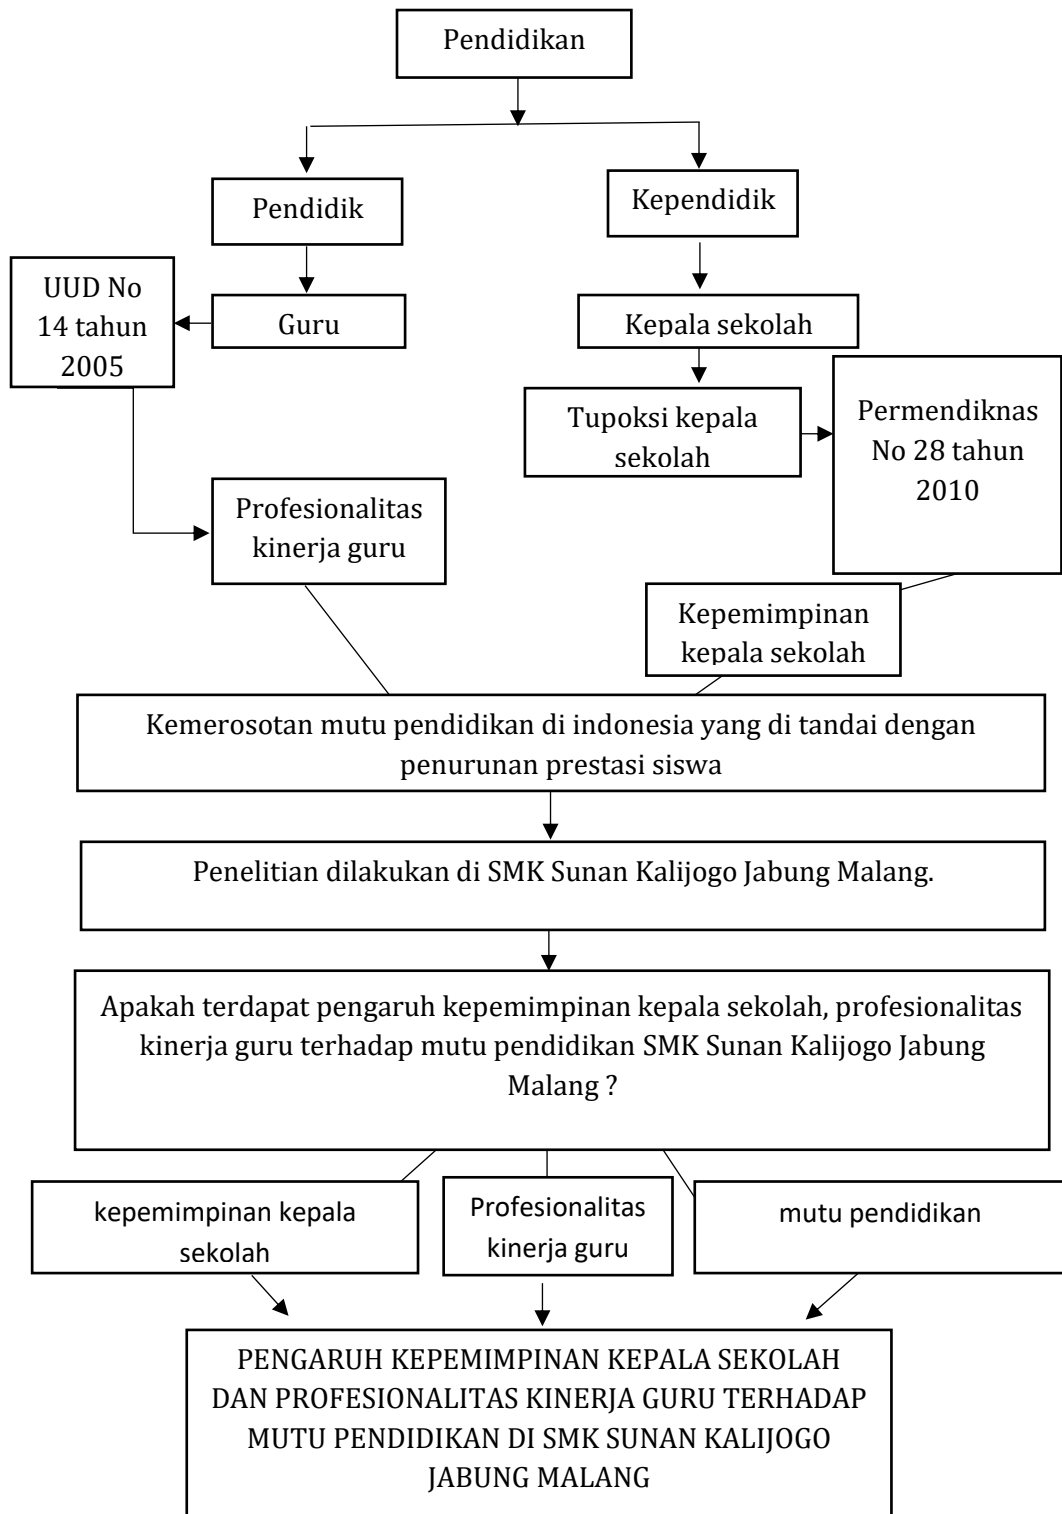 Pendidikan
Pendidik
Kependidik
UUD No
14 tahun
2005
Guru
Kepala sekolah
Tupoksi kepala
sekolah
Permendiknas
No 28 tahun
2010
Profesionalitas
kinerja guru
Kepemimpinan
kepala sekolah
Kemerosotan mutu pendidikan di indonesia yang di tandai dengan
penurunan prestasi siswa
Penelitian dilakukan di SMK Sunan Kalijogo Jabung Malang.
Apakah terdapat pengaruh kepemimpinan kepala sekolah, profesionalitas
kinerja guru terhadap mutu pendidikan SMK Sunan Kalijogo Jabung
Malang ?
kepemimpinan kepala
sekolah
Profesionalitas
kinerja guru
mutu pendidikan
PENGARUH KEPEMIMPINAN KEPALA SEKOLAH
DAN PROFESIONALITAS KINERJA GURU TERHADAP
MUTU PENDIDIKAN DI SMK SUNAN KALIJOGO
JABUNG MALANG